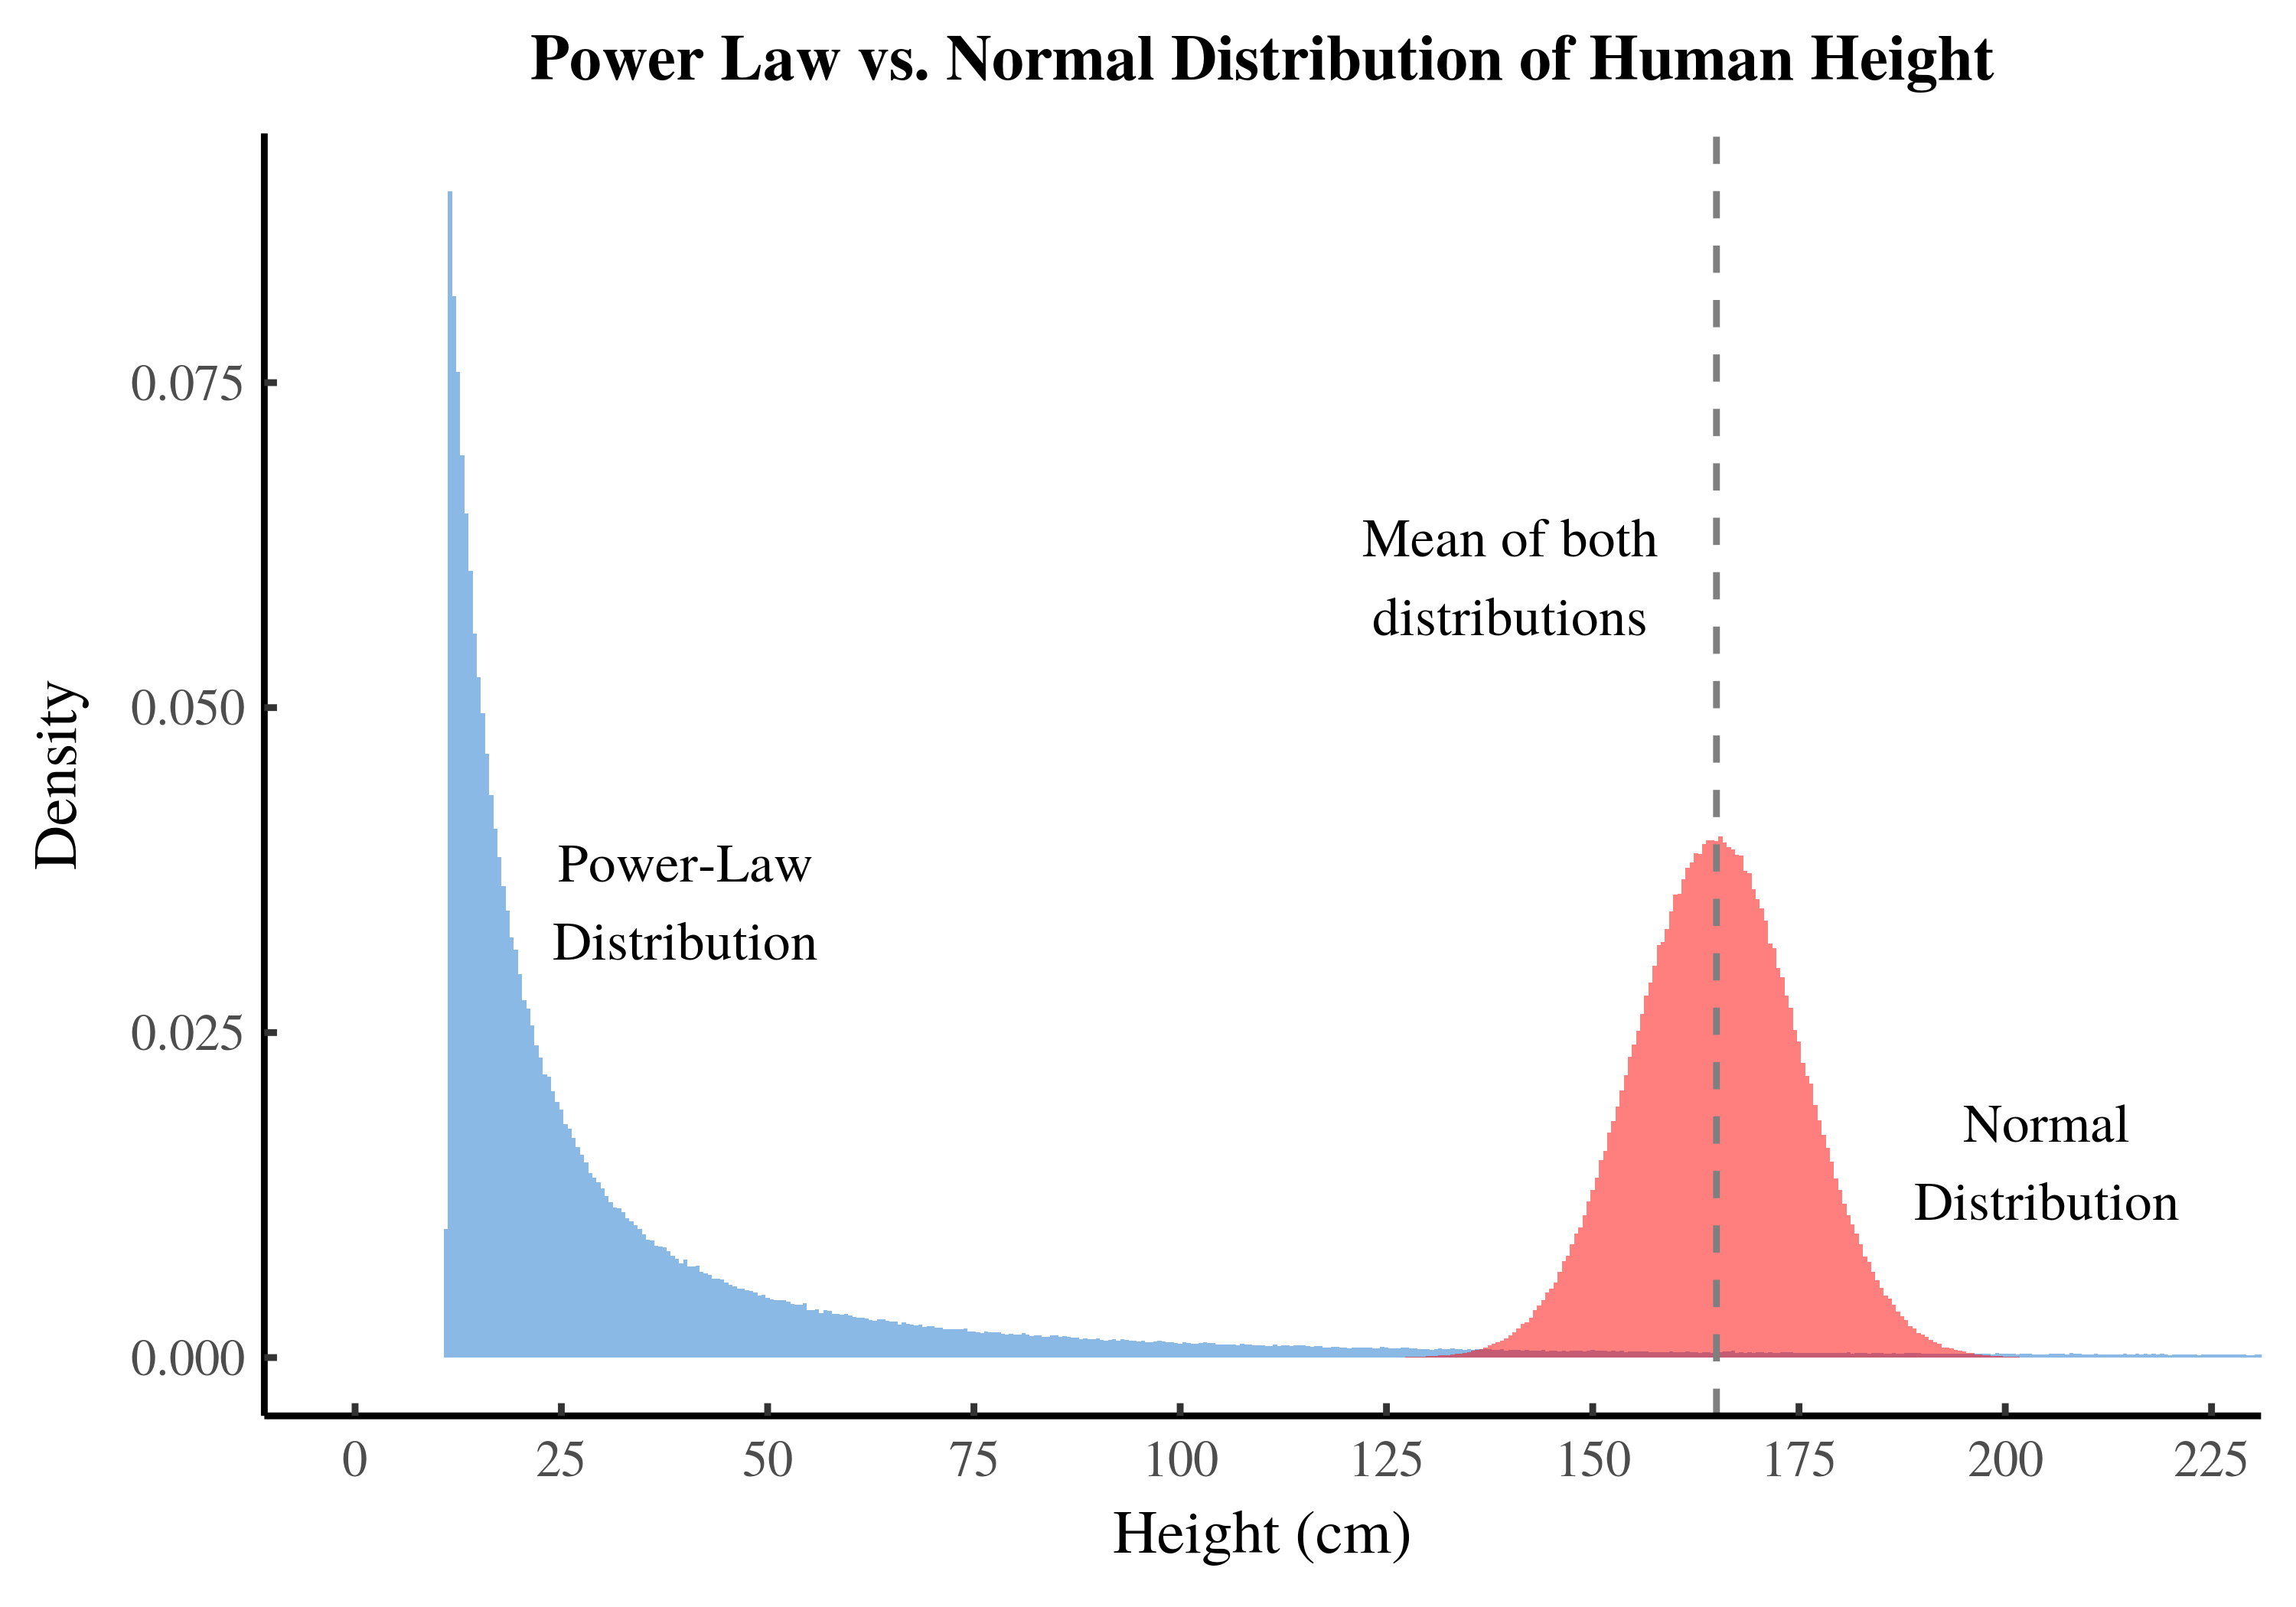 Power Law vs. Normal Distribution of Human Height
Density
0.075
0.050
0.025
0.000
Mean of both
distributions
Power-Law
Distribution
Normal
Distribution
0 25 50 75 100 125 150 175 200 225
Height (cm)